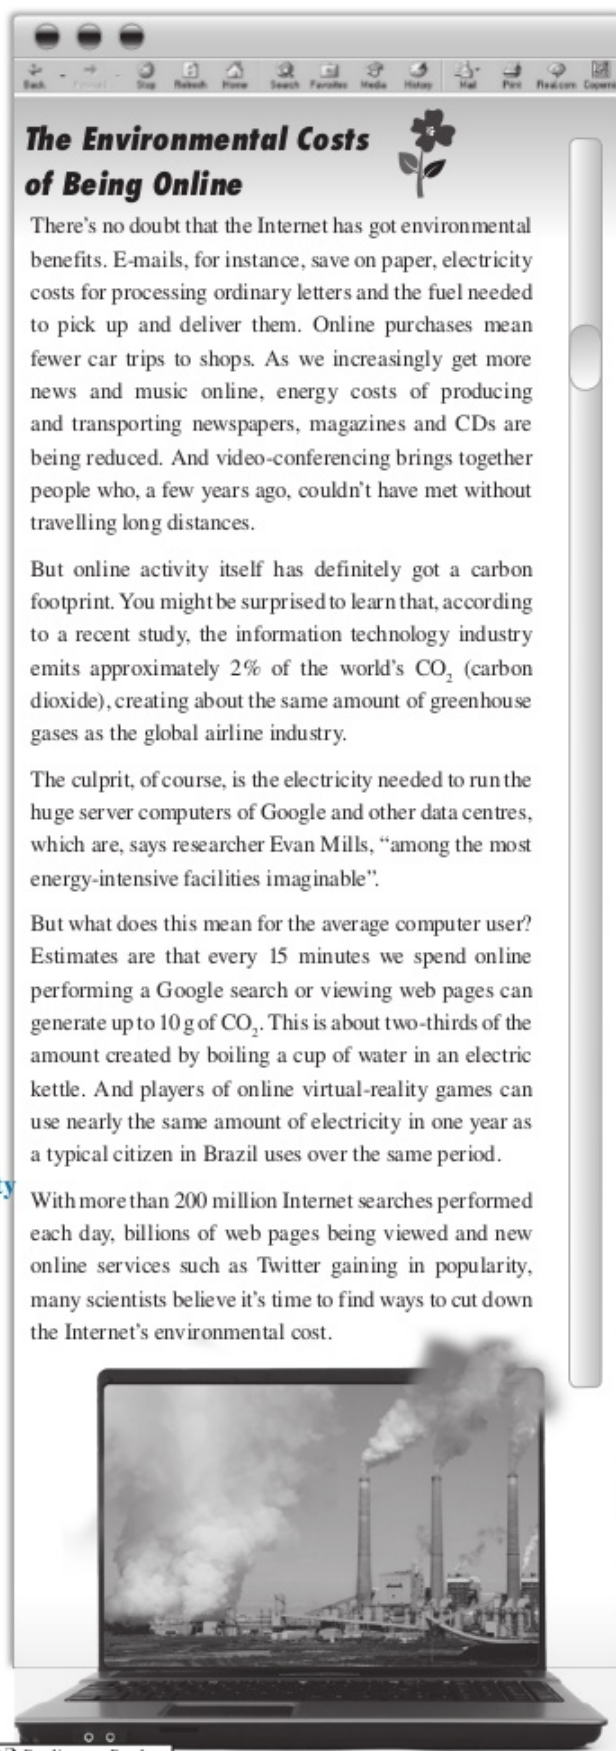 Back
Stop
Refresh
Home
Search
Favorites
Media
History
Mail
Print
Real.com
The Environmental Costs
of Being Online
There's no doubt that the Internet has got environmental
benefits. E-mails, for instance, save on paper, electricity
costs for processing ordinary letters and the fuel needed
to pick up and deliver them. Online purchases mean
fewer car trips to shops. As we increasingly get more
news and music online, energy costs of producing
and transporting newspapers, magazines and CDs are
being reduced. And video-conferencing brings together
people who, a few years ago, couldn't have met without
travelling long distances.
But online activity itself has definitely got a carbon
footprint. You might be surprised to learn that, according
to a recent study, the information technology industry
emits approximately 2% of the world's CO₂ (carbon
dioxide), creating about the same amount of greenhouse
gases as the global airline industry.
The culprit, of course, is the electricity needed to run the
huge server computers of Google and other data centres,
which are, says researcher Evan Mills, “among the most
energy-intensive facilities imaginable”.
But what does this mean for the average computer user?
Estimates are that every 15 minutes we spend online
performing a Google search or viewing web pages can
generate up to 10 g of CO₂. This is about two-thirds of the
amount created by boiling a cup of water in an electric
kettle. And players of online virtual-reality games can
use nearly the same amount of electricity in one year as
a typical citizen in Brazil uses over the same period.
ty
With more than 200 million Internet searches performed
each day, billions of web pages being viewed and new
online services such as Twitter gaining in popularity,
many scientists believe it's time to find ways to cut down
the Internet's environmental cost.